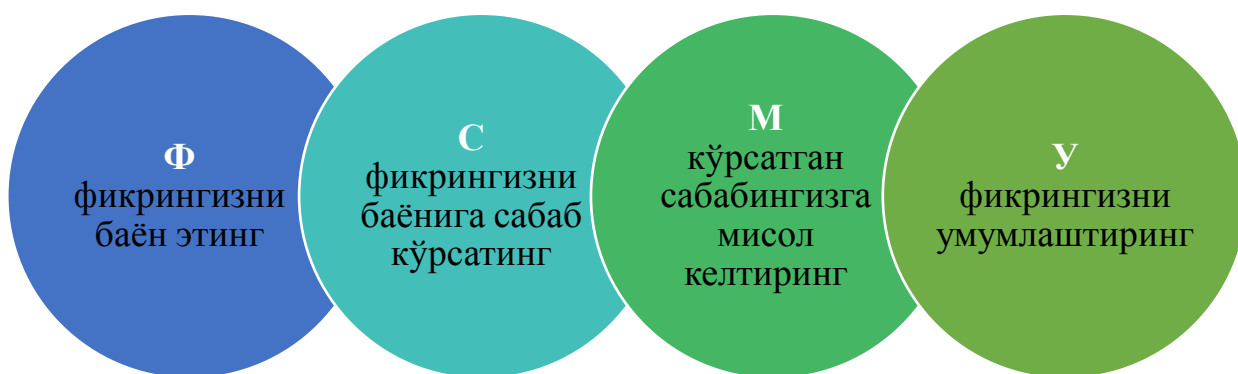 Ф
фикрингизни
баён этинг
С
фикрингизни
баёнига сабаб
кўрсатинг
М
кўрсатган
сабабингизга
мисол
келтиринг
У
фикрингизни
умумлаштиринг